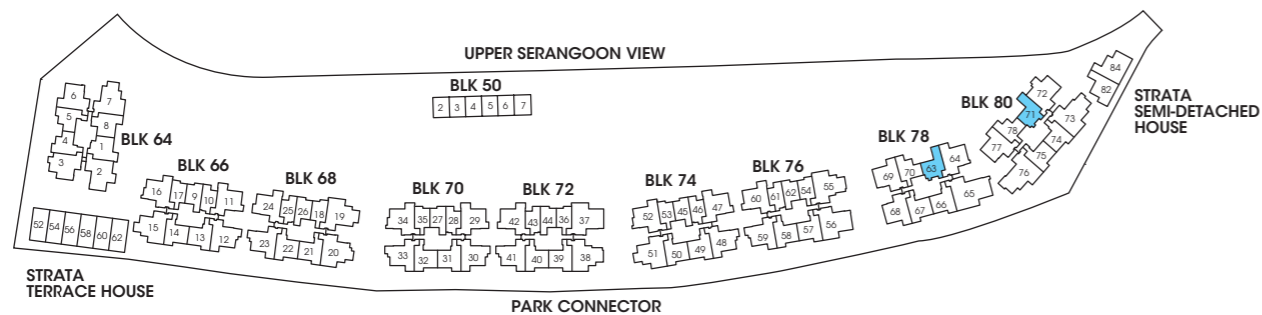 UPPER SERANGOON VIEW
BLK 50
2 3 4 5 6 7
BLK 64
6 7
5 8
4 1
3 2
BLK 66
16 17 9 10 11
15 14 13 12
BLK 68
24 25 26 18 19
23 22 21 20
BLK 70
34 35 27 28 29
33 32 31 30
BLK 72
42 43 44 36 37
41 40 39 38
BLK 74
52 53 45 46 47
51 50 49 48
BLK 76
60 61 62 54 55
59 58 57 56
BLK 78
69 70 63 64
68 67 66 65
BLK 80
72
71 73
78 74
77 75
76
84
82
STRATA
SEMI-DETACHED
HOUSE
52 54 56 58 60 62
STRATA
TERRACE HOUSE
PARK CONNECTOR